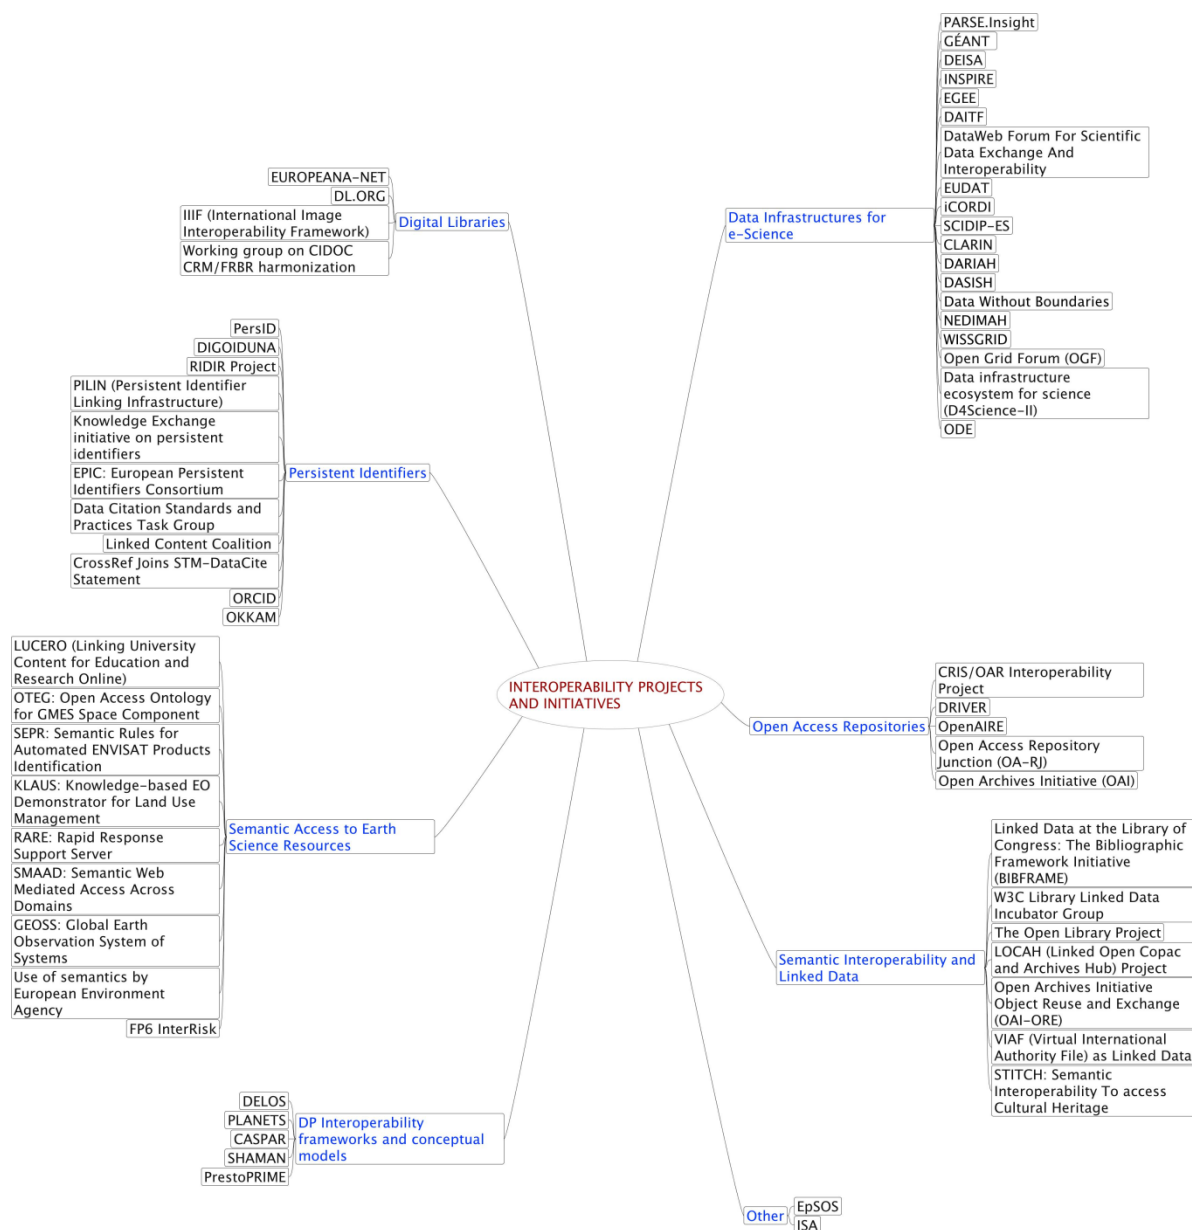 PARSE.Insight
GÉANT
DEISA
INSPIRE
EGEE
DAITF
DataWeb Forum For Scientific
Data Exchange And
Interoperability
EUDAT
iCORDI
SCIDIP-ES
CLARIN
DARIAH
DASISH
Data Without Boundaries
NEDIMAH
WISSGRID
Open Grid Forum (OGF)
Data infrastructure
ecosystem for science
(D4Science-II)
ODE
Data Infrastructures for
e-Science
EUROPEANA-NET
DL.ORG
IIIF (International Image
Interoperability Framework)
Working group on CIDOC
CRM/FRBR harmonization
Digital Libraries
PersID
DIGOIDUNA
RIDIR Project
PILIN (Persistent Identifier
Linking Infrastructure)
Knowledge Exchange
initiative on persistent
identifiers
EPIC: European Persistent
Identifiers Consortium
Data Citation Standards and
Practices Task Group
Linked Content Coalition
CrossRef Joins STM-DataCite
Statement
ORCID
OKKAM
Persistent Identifiers
INTEROPERABILITY PROJECTS
AND INITIATIVES
LUCERO (Linking University
Content for Education and
Research Online)
OTEG: Open Access Ontology
for GMES Space Component
SEPR: Semantic Rules for
Automated ENVISAT Products
Identification
KLAUS: Knowledge-based EO
Demonstrator for Land Use
Management
RARE: Rapid Response
Support Server
SMAAD: Semantic Web
Mediated Access Across
Domains
GEOSS: Global Earth
Observation System of
Systems
Use of semantics by
European Environment
Agency
FP6 InterRisk
Semantic Access to Earth
Science Resources
CRIS/OAR Interoperability
Project
DRIVER
OpenAIRE
Open Access Repository
Junction (OA-RJ)
Open Archives Initiative (OAI)
Open Access Repositories
Linked Data at the Library of
Congress: The Bibliographic
Framework Initiative
(BIBFRAME)
W3C Library Linked Data
Incubator Group
The Open Library Project
LOCAH (Linked Open Copac
and Archives Hub) Project
Open Archives Initiative
Object Reuse and Exchange
(OAI-ORE)
VIAF (Virtual International
Authority File) as Linked Data
STITCH: Semantic
Interoperability To access
Cultural Heritage
Semantic Interoperability and
Linked Data
DELOS
PLANETS
CASPAR
SHAMAN
PrestoPRIME
DP Interoperability
frameworks and conceptual
models
Other
EpSOS
ISA